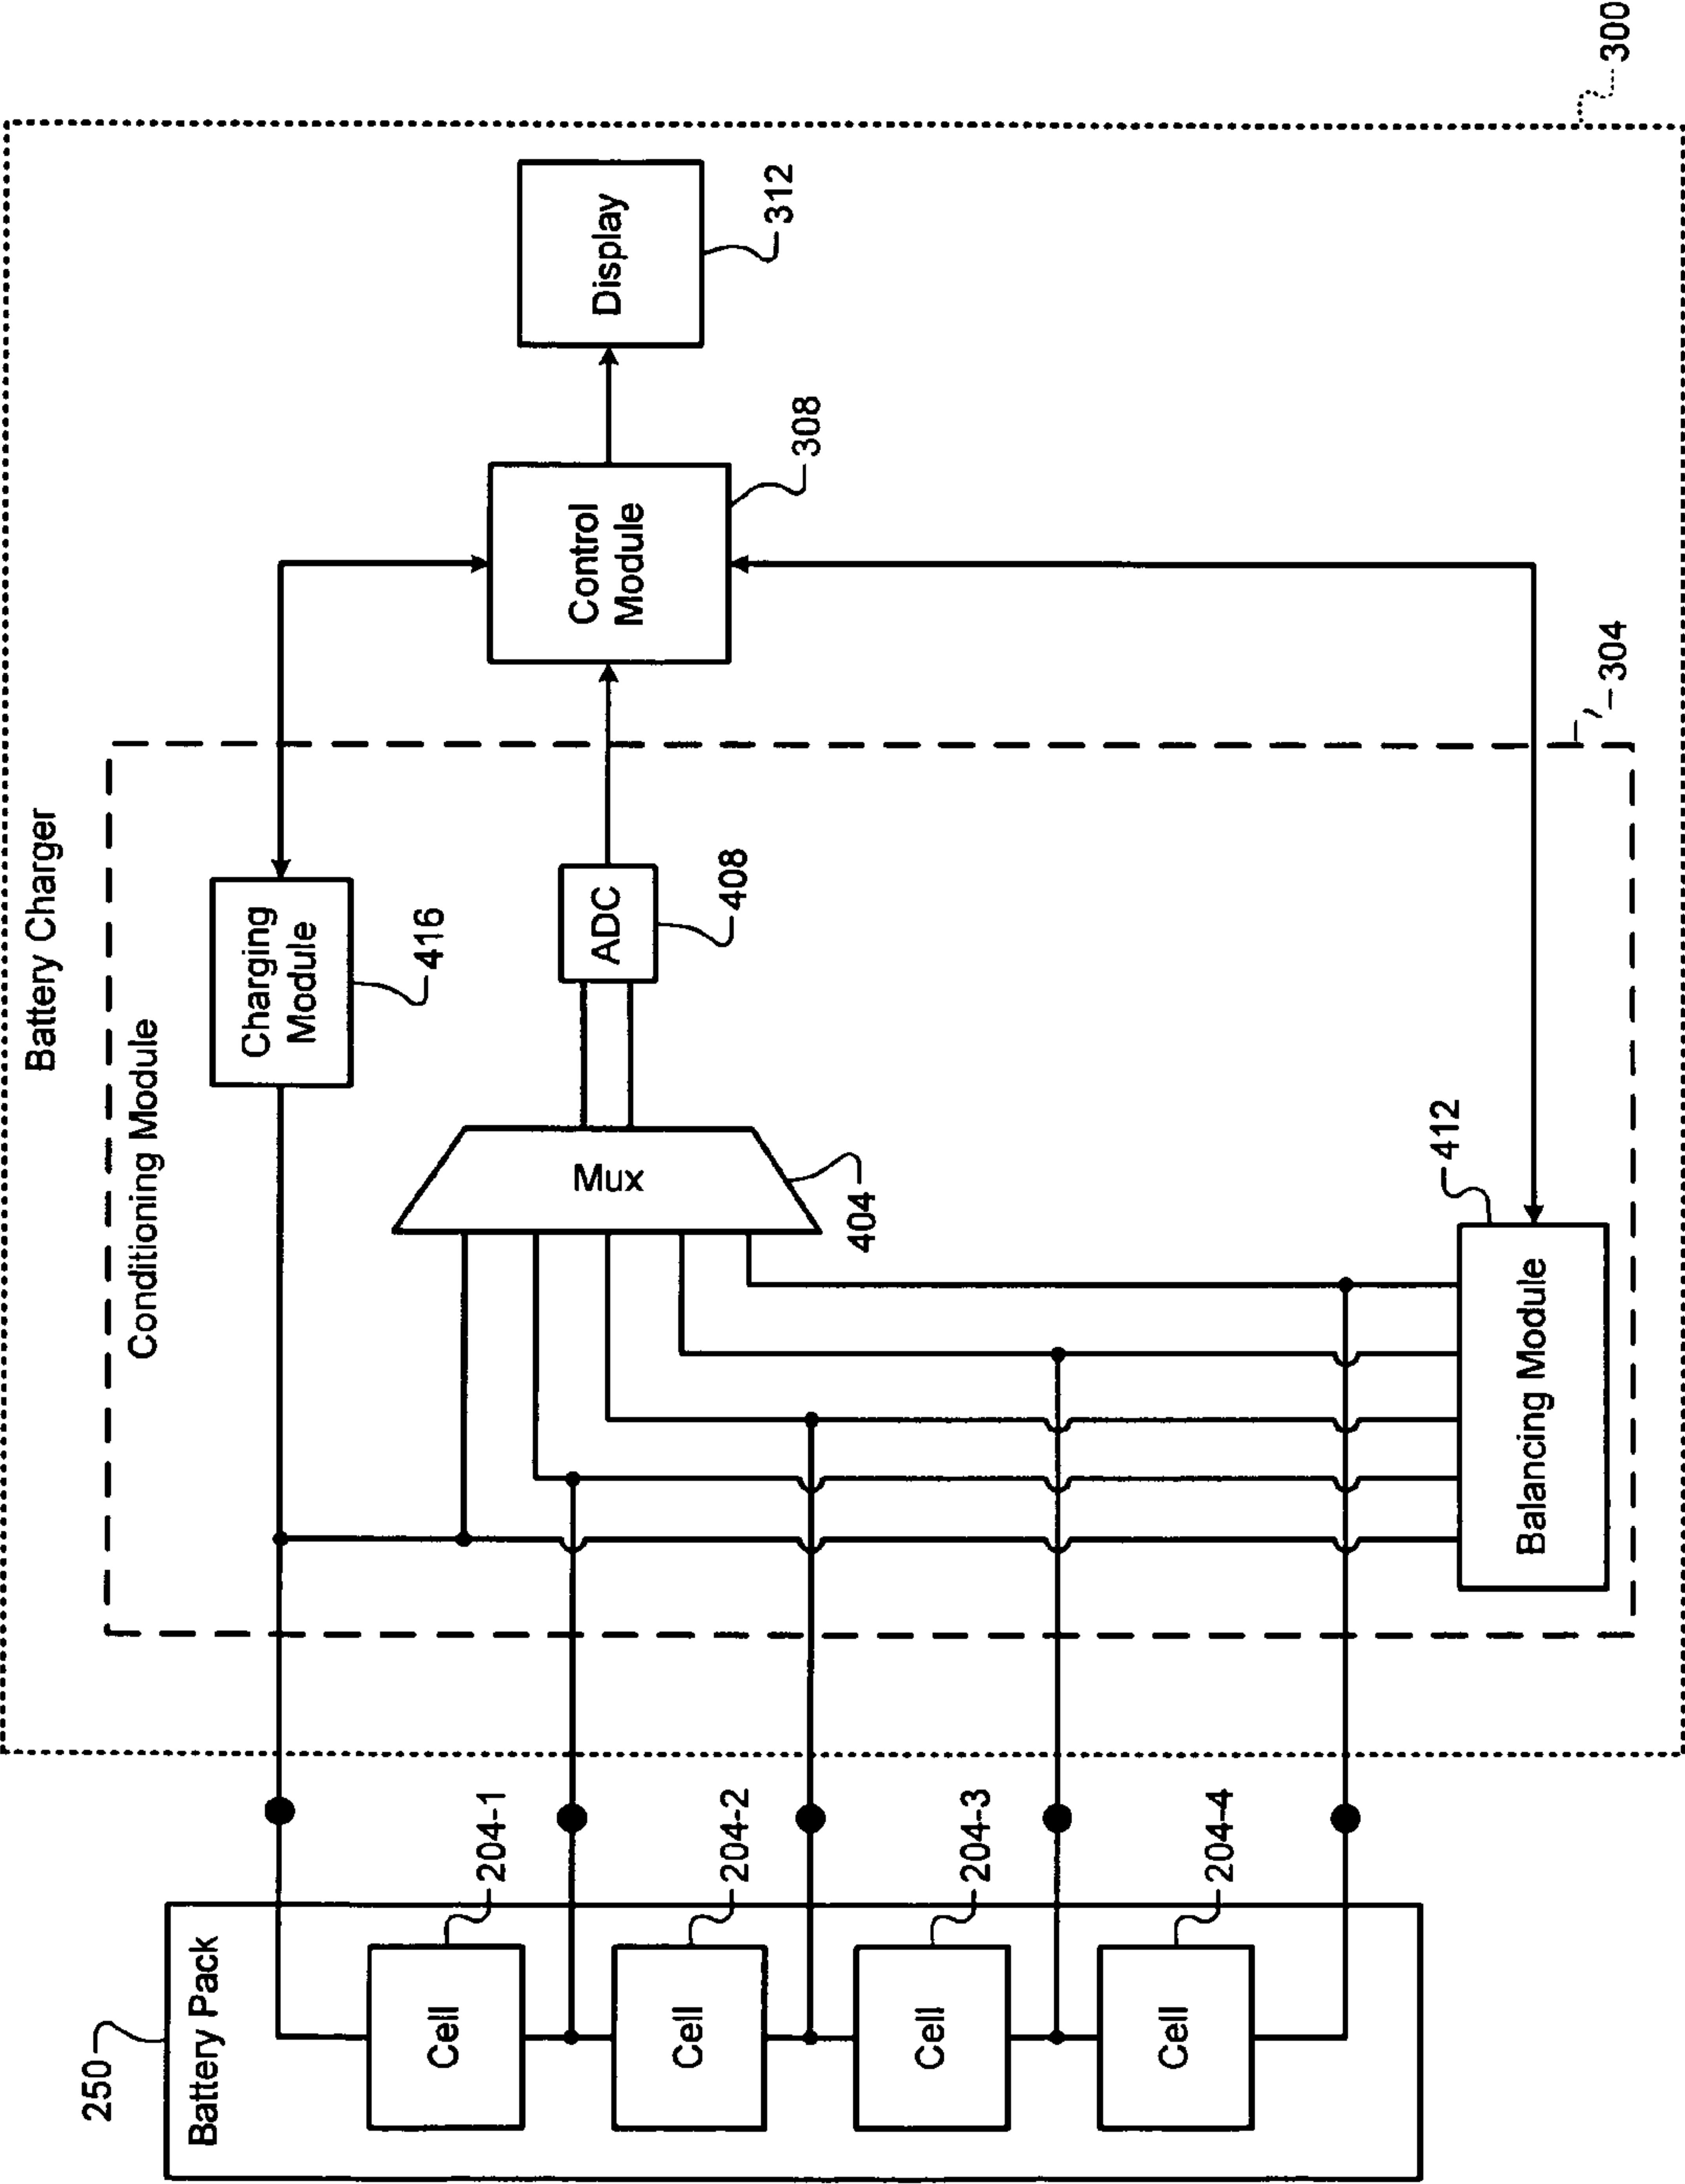 250
Battery Pack
Cell
204-1
Cell
204-2
Cell
204-3
Cell
204-4
Battery Charger
Conditioning Module
Charging
Module
416
Mux
404
ADC
408
Balancing Module
412
304
Control
Module
308
Display
312
300